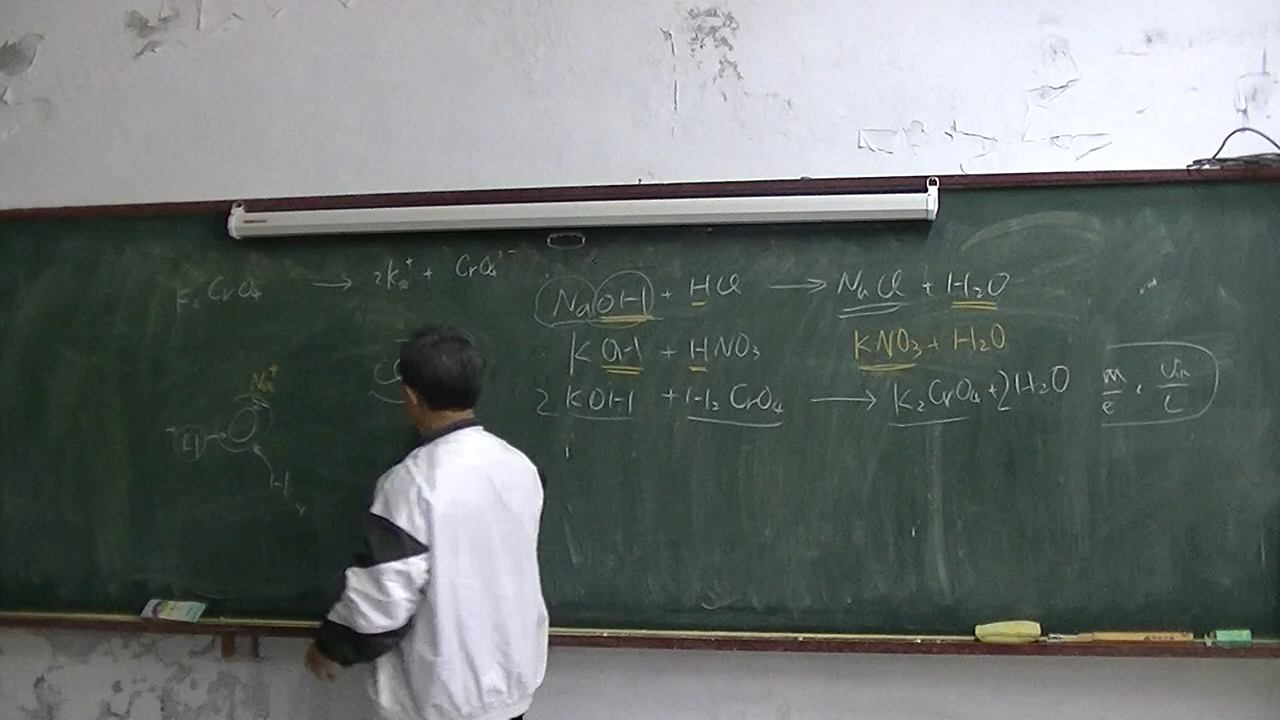 K₂CrO₄ → 2K⁺ + CrO₄²⁻
NaOH + HCl → NaCl + H₂O
KOH + HNO₃ KNO₃ + H₂O
2KOH + H₂CrO₄ → K₂CrO₄ + 2H₂O
Na⁺
H